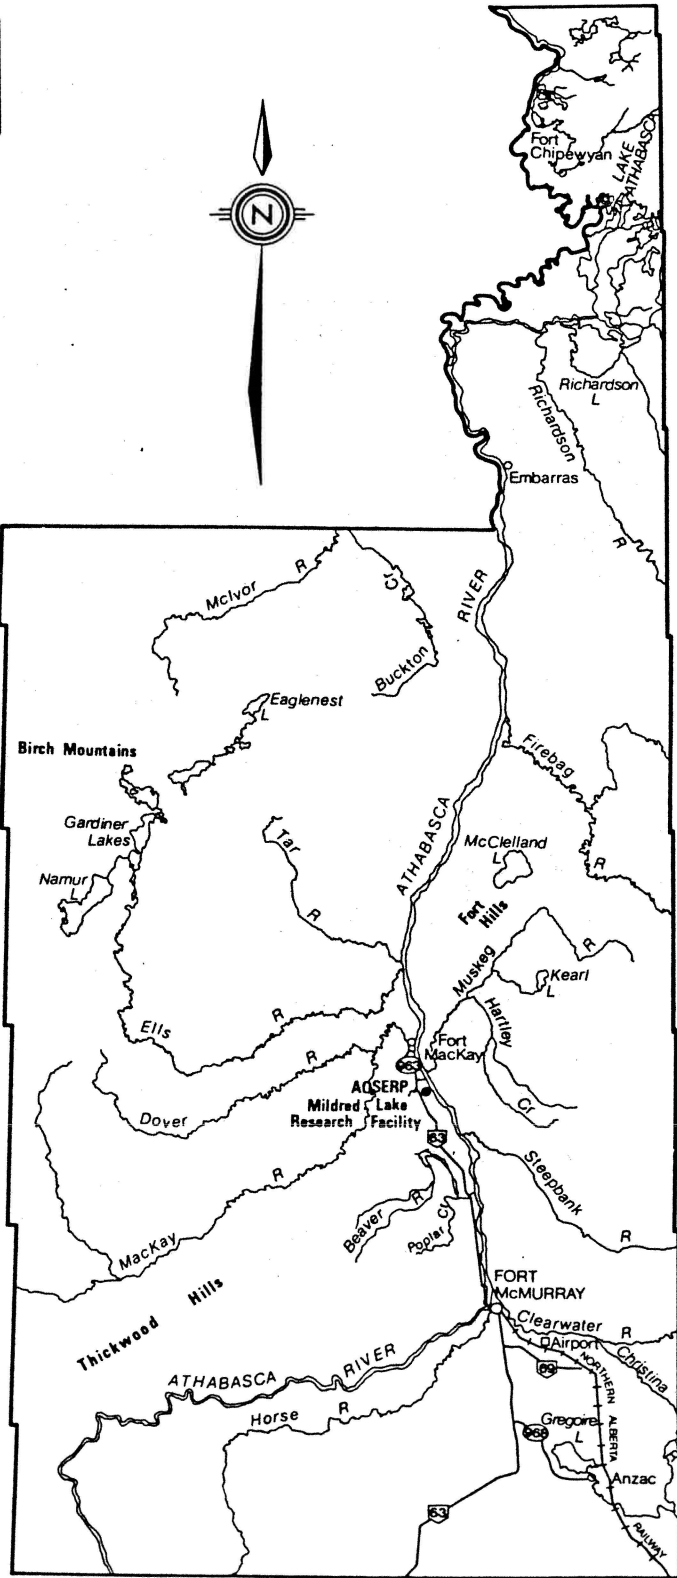 N
Fort
Chipewyan
LAKE
ATHABASCA
Richardson
L
Richardson
R
Embarras
McIvor R
Cr
Buckton
RIVER
Eaglenest
L
Birch Mountains
Firebag
R
Gardiner
Lakes
Namur
L
Tar
R
ATHABASCA
McClelland
L
Fort
Hills
Muskeg
R
Kearl
L
Hartley
Cr
Ells
R
Fort
MacKay
963
AOSERP
Mildred Lake
Research Facility
Dover
R
63
Steepbank
R
MacKay
R
Beaver
R
Poplar Cr
Thickwood Hills
FORT
McMURRAY
Clearwater
R
Airport
Christina
ATHABASCA RIVER
69
NORTHERN ALBERTA RAILWAY
Horse R
Gregoire
L
968
Anzac
63